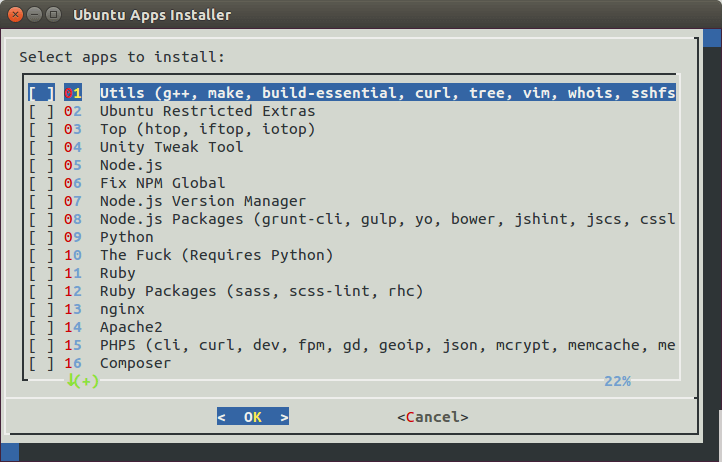 Ubuntu Apps Installer
Select apps to install:
[ ] 01 Utils (g++, make, build-essential, curl, tree, vim, whois, sshfs
[ ] 02 Ubuntu Restricted Extras
[ ] 03 Top (htop, iftop, iotop)
[ ] 04 Unity Tweak Tool
[ ] 05 Node.js
[ ] 06 Fix NPM Global
[ ] 07 Node.js Version Manager
[ ] 08 Node.js Packages (grunt-cli, gulp, yo, bower, jshint, jscs, cssl
[ ] 09 Python
[ ] 10 The Fuck (Requires Python)
[ ] 11 Ruby
[ ] 12 Ruby Packages (sass, scss-lint, rhc)
[ ] 13 nginx
[ ] 14 Apache2
[ ] 15 PHP5 (cli, curl, dev, fpm, gd, geoip, json, mcrypt, memcache, me
[ ] 16 Composer
↓(+) 22%
< OK > <Cancel>